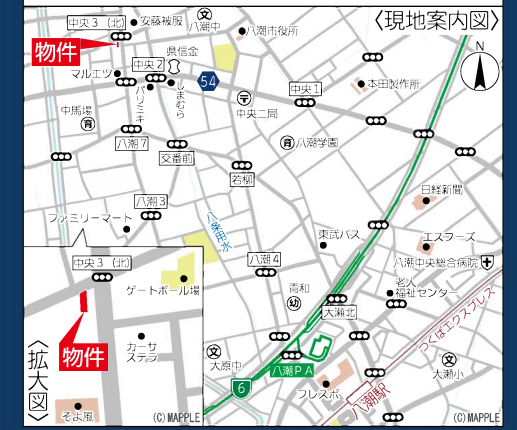 〈現地案内図〉
N
中央３（北）
安藤被服
文
八潮中
八潮市役所
物件
県信金
マルエツ
中央２
54
パリミキ
しまむら
中央１
本田製作所
中央二局
中馬場
育
八潮７
交番前
育
八潮学園
若柳
日経新聞
八潮３
ファミリーマート
八条用水
東武バス
エスターズ
八潮４
八潮中央総合病院
中央３（北）
ゲートボール場
青和
幼
老人
福祉センター
大瀬北
つくばエクスプレス
物件
カーサ
ステラ
文
大原中
八潮ＰＡ
文
大瀬小
6
フレスポ
八潮駅
〈拡大図〉
そよ風
(C)MAPPLE
(C)MAPPLE